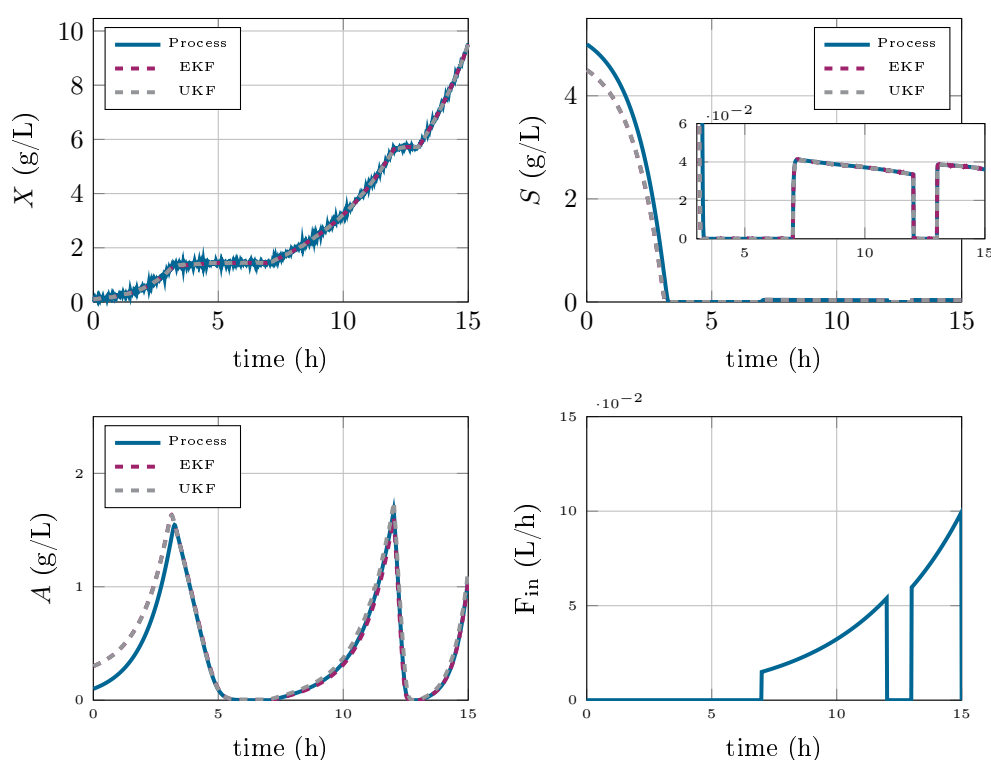 X (g/L)
10
8
6
4
2
0
0
5
10
15
time (h)
Process
EKF
UKF
S (g/L)
4
2
0
0
5
10
15
time (h)
Process
EKF
UKF
·10⁻²
6
4
2
0
5
10
15
A (g/L)
2
1
0
0
5
10
15
time (h)
Process
EKF
UKF
F_in (L/h)
·10⁻²
15
10
5
0
0
5
10
15
time (h)